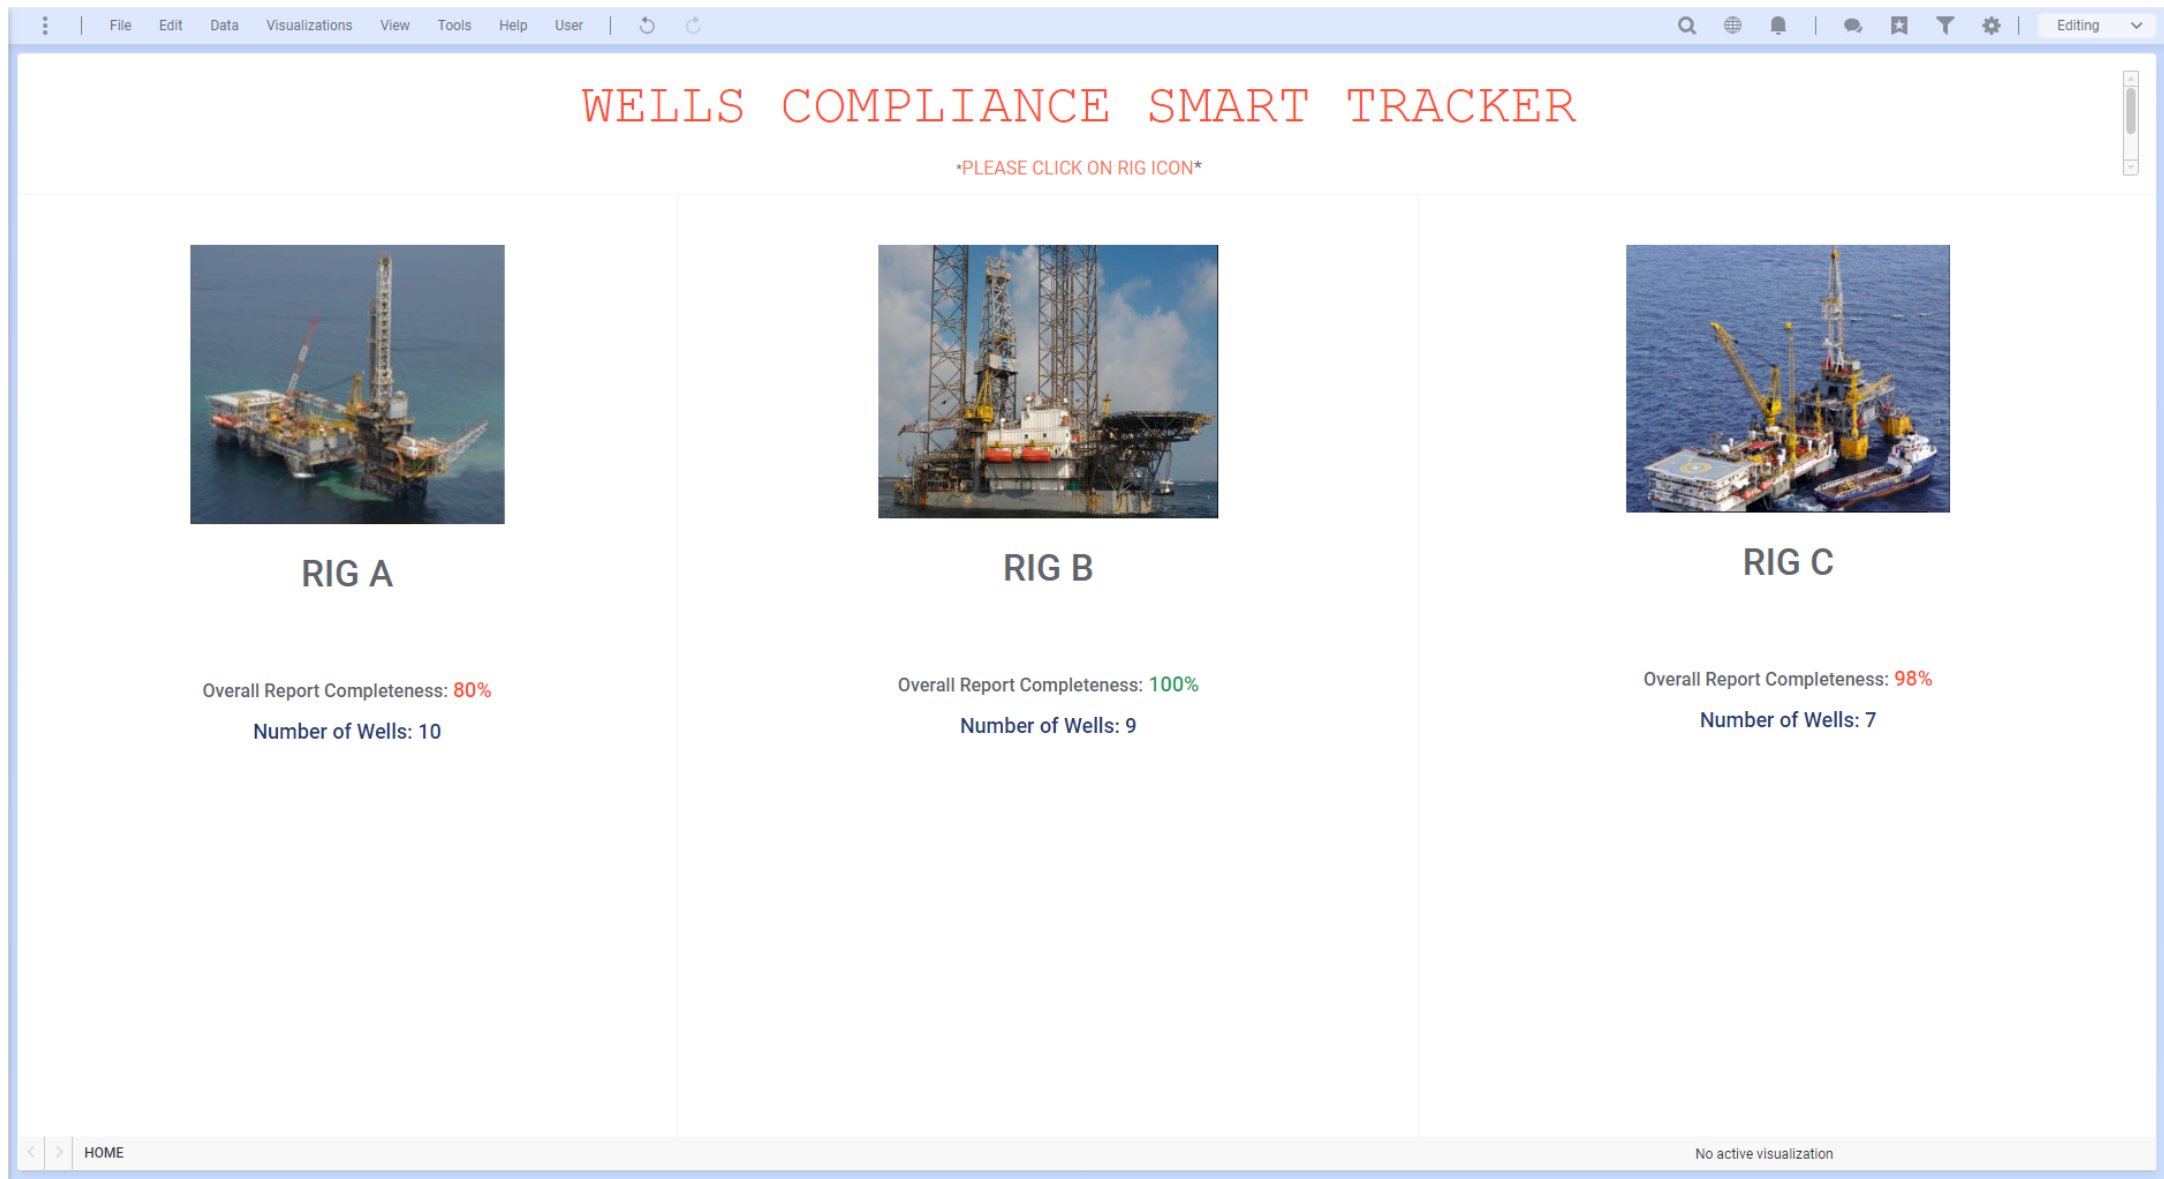 File Edit Data Visualizations View Tools Help User Editing
WELLS COMPLIANCE SMART TRACKER
*PLEASE CLICK ON RIG ICON*
RIG A
Overall Report Completeness: 80%
Number of Wells: 10
RIG B
Overall Report Completeness: 100%
Number of Wells: 9
RIG C
Overall Report Completeness: 98%
Number of Wells: 7
HOME
No active visualization